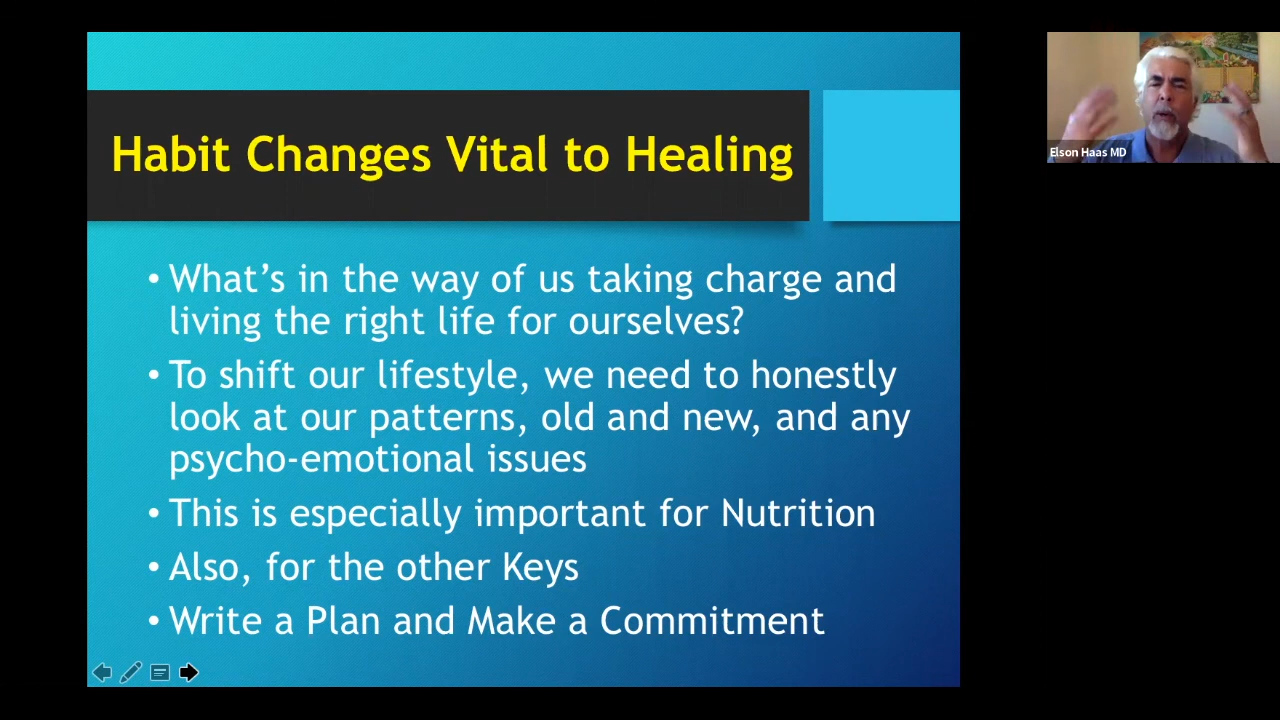 Habit Changes Vital to Healing
• What’s in the way of us taking charge and
living the right life for ourselves?
• To shift our lifestyle, we need to honestly
look at our patterns, old and new, and any
psycho-emotional issues
• This is especially important for Nutrition
• Also, for the other Keys
• Write a Plan and Make a Commitment
Elson Haas MD